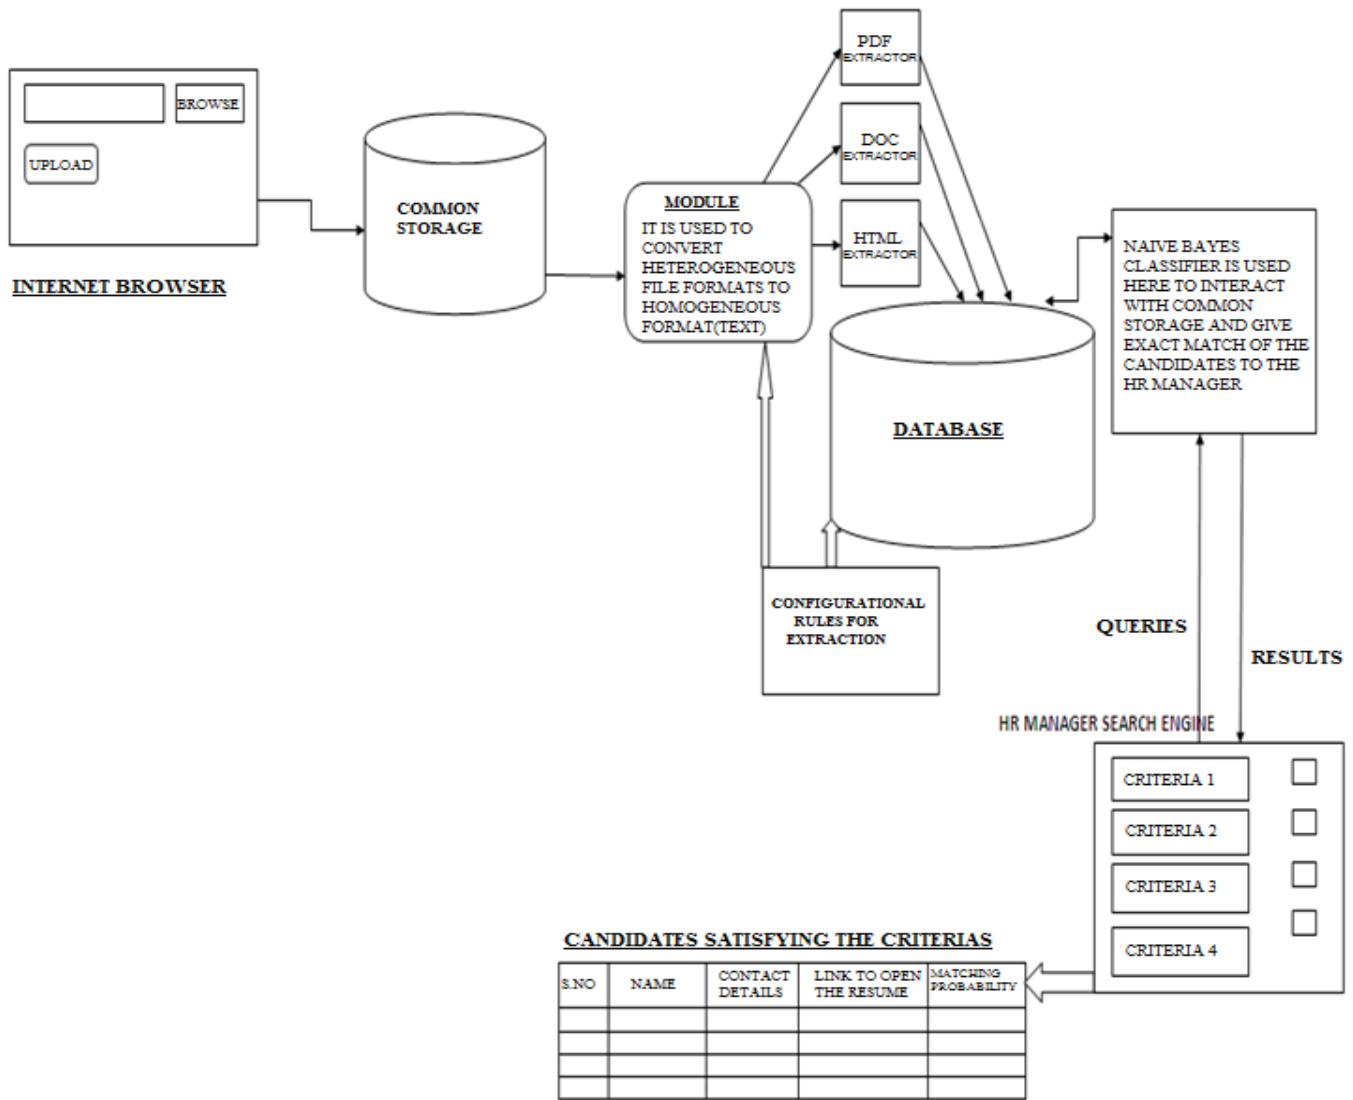 BROWSE
UPLOAD
INTERNET BROWSER
COMMON
STORAGE
MODULE
IT IS USED TO
CONVERT
HETEROGENEOUS
FILE FORMATS TO
HOMOGENEOUS
FORMAT(TEXT)
PDF
EXTRACTOR
DOC
EXTRACTOR
HTML
EXTRACTOR
DATABASE
CONFIGURATIONAL
RULES FOR
EXTRACTION
NAIVE BAYES
CLASSIFIER IS USED
HERE TO INTERACT
WITH COMMON
STORAGE AND GIVE
EXACT MATCH OF THE
CANDIDATES TO THE
HR MANAGER
QUERIES
RESULTS
HR MANAGER SEARCH ENGINE
CRITERIA 1
CRITERIA 2
CRITERIA 3
CRITERIA 4
CANDIDATES SATISFYING THE CRITERIAS
S.NO
NAME
CONTACT
DETAILS
LINK TO OPEN
THE RESUME
MATCHING
PROBABILITY